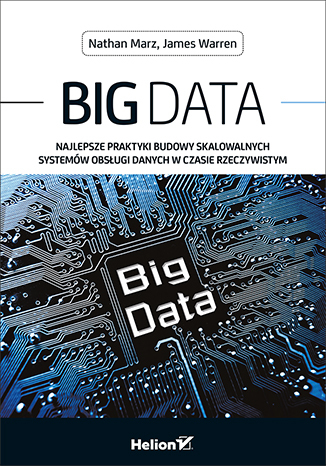 Nathan Marz, James Warren
BIG DATA
NAJLEPSZE PRAKTYKI BUDOWY SKALOWALNYCH
SYSTEMÓW OBSŁUGI DANYCH W CZASIE RZECZYWISTYM
Big
Data
Helion